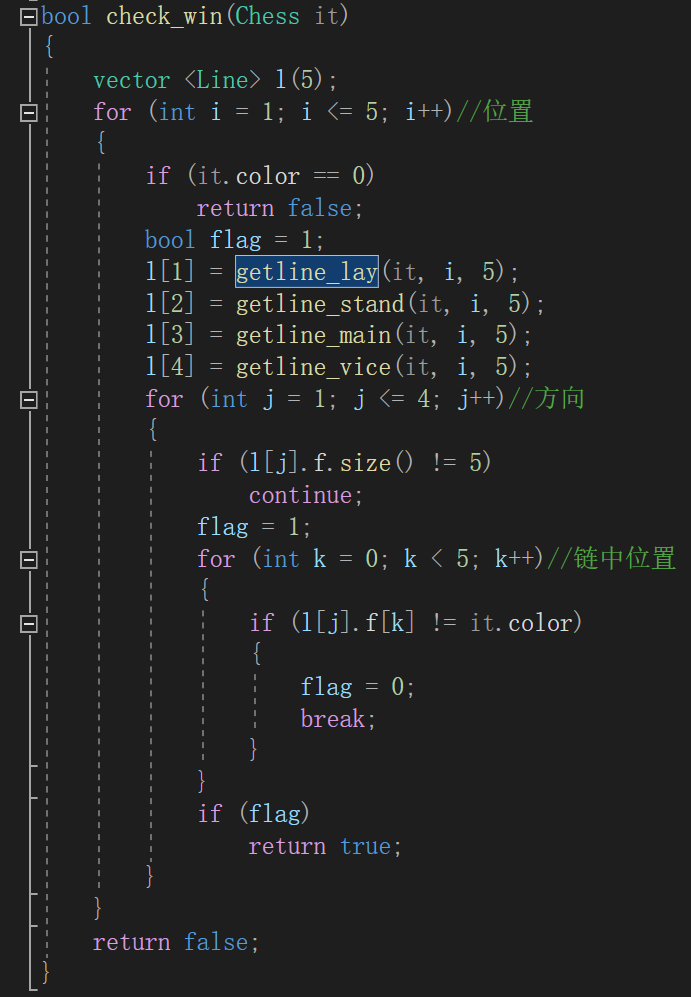 bool check_win(Chess it)
{
    vector <Line> l(5);
    for (int i = 1; i <= 5; i++)//位置
    {
        if (it.color == 0)
            return false;
        bool flag = 1;
        l[1] = getline_lay(it, i, 5);
        l[2] = getline_stand(it, i, 5);
        l[3] = getline_main(it, i, 5);
        l[4] = getline_vice(it, i, 5);
        for (int j = 1; j <= 4; j++)//方向
        {
            if (l[j].f.size() != 5)
                continue;
            flag = 1;
            for (int k = 0; k < 5; k++)//链中位置
            {
                if (l[j].f[k] != it.color)
                {
                    flag = 0;
                    break;
                }
            }
            if (flag)
                return true;
        }
    }
    return false;
}